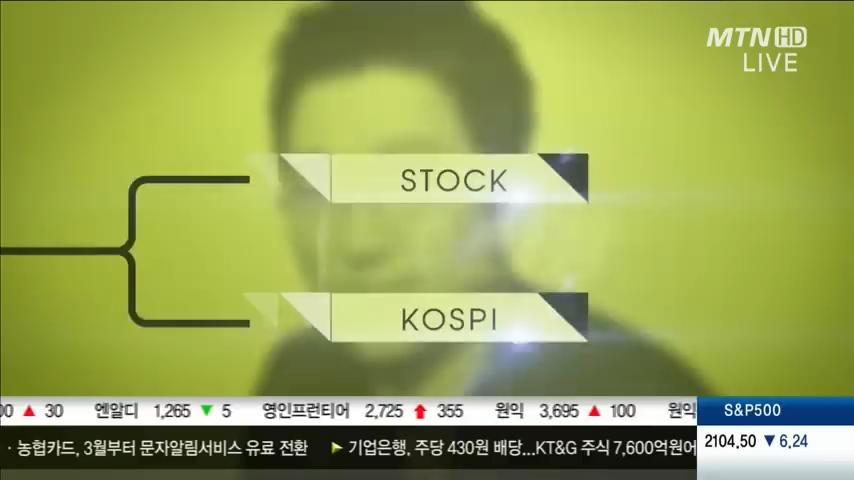 MTN HD
LIVE
STOCK
KOSPI
00 ▲ 30 엔알디 1,265 ▼ 5 영인프런티어 2,725 ⬆ 355 원익 3,695 ▲ 100 원익
S&P500
2104.50 ▼ 6.24
· 농협카드, 3월부터 문자알림서비스 유료 전환 ▶ 기업은행, 주당 430원 배당...KT&G 주식 7,600억원어